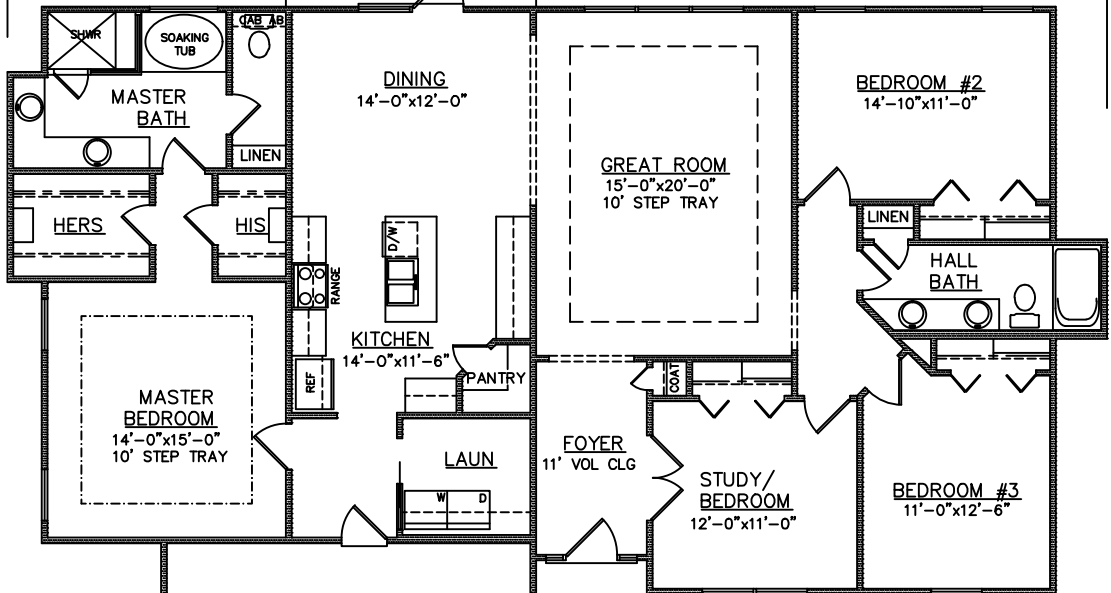 SHWR
SOAKING
TUB
CAB AB
MASTER
BATH
LINEN
HERS
HIS
DINING
14'-0"x12'-0"
GREAT ROOM
15'-0"x20'-0"
10' STEP TRAY
BEDROOM #2
14'-10"x11'-0"
LINEN
HALL
BATH
D/W
RANGE
KITCHEN
14'-0"x11'-6"
REF
PANTRY
COAT
MASTER
BEDROOM
14'-0"x15'-0"
10' STEP TRAY
LAUN
W
D
FOYER
11' VOL CLG
STUDY/
BEDROOM
12'-0"x11'-0"
BEDROOM #3
11'-0"x12'-6"